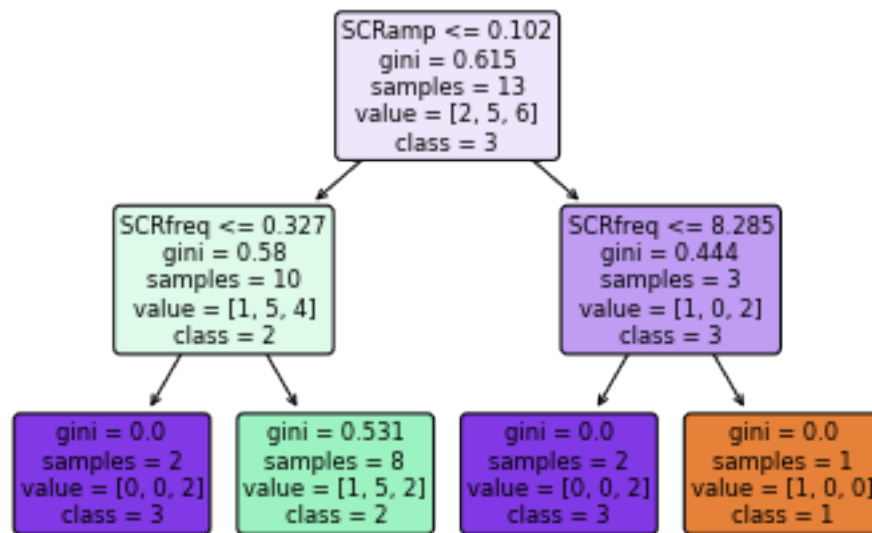 SCRamp <= 0.102
gini = 0.615
samples = 13
value = [2, 5, 6]
class = 3
SCRfreq <= 0.327
gini = 0.58
samples = 10
value = [1, 5, 4]
class = 2
SCRfreq <= 8.285
gini = 0.444
samples = 3
value = [1, 0, 2]
class = 3
gini = 0.0
samples = 2
value = [0, 0, 2]
class = 3
gini = 0.531
samples = 8
value = [1, 5, 2]
class = 2
gini = 0.0
samples = 2
value = [0, 0, 2]
class = 3
gini = 0.0
samples = 1
value = [1, 0, 0]
class = 1